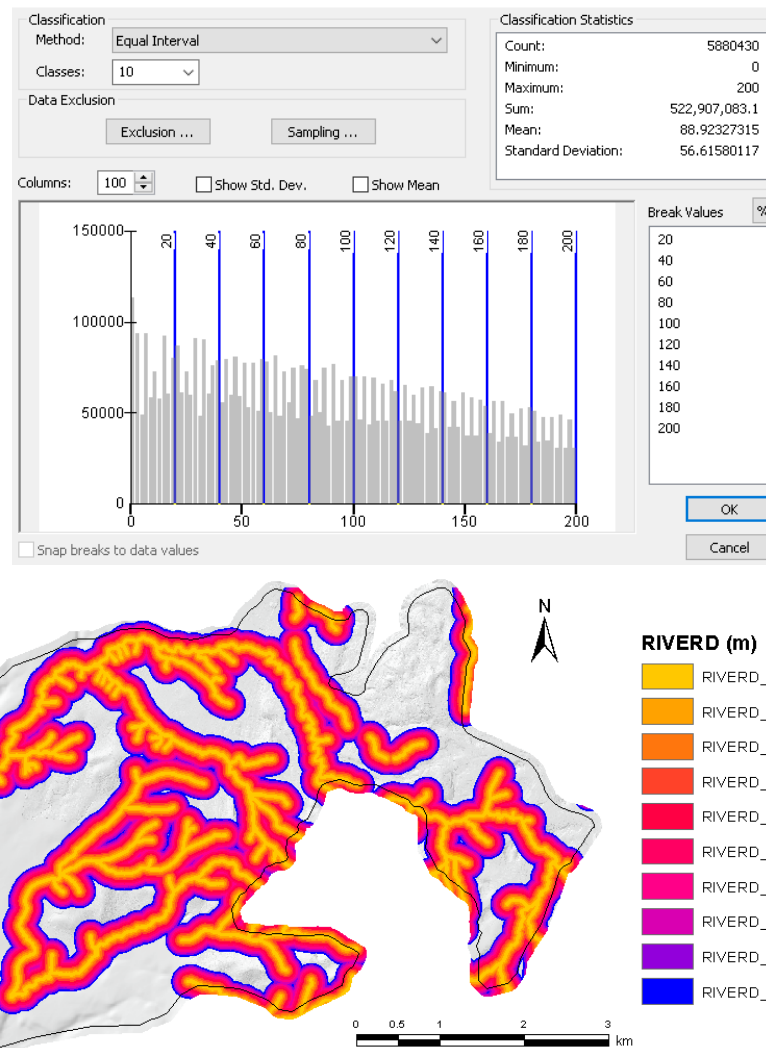 Classification
Method: Equal Interval
Classes: 10
Data Exclusion
Exclusion ...
Sampling ...
Classification Statistics
Count: 5880430
Minimum: 0
Maximum: 200
Sum: 522,907,083.1
Mean: 88.92327315
Standard Deviation: 56.61580117
Columns: 100 Show Std. Dev. Show Mean
Break Values %
150000
100000
50000
0
20 40 60 80 100 120 140 160 180 200
0 50 100 150 200
20
40
60
80
100
120
140
160
180
200
OK
Cancel
Snap breaks to data values
N
RIVERD (m)
RIVERD_
RIVERD_
RIVERD_
RIVERD_
RIVERD_
RIVERD_
RIVERD_
RIVERD_
RIVERD_
RIVERD_
0 0.5 1 2 3
km